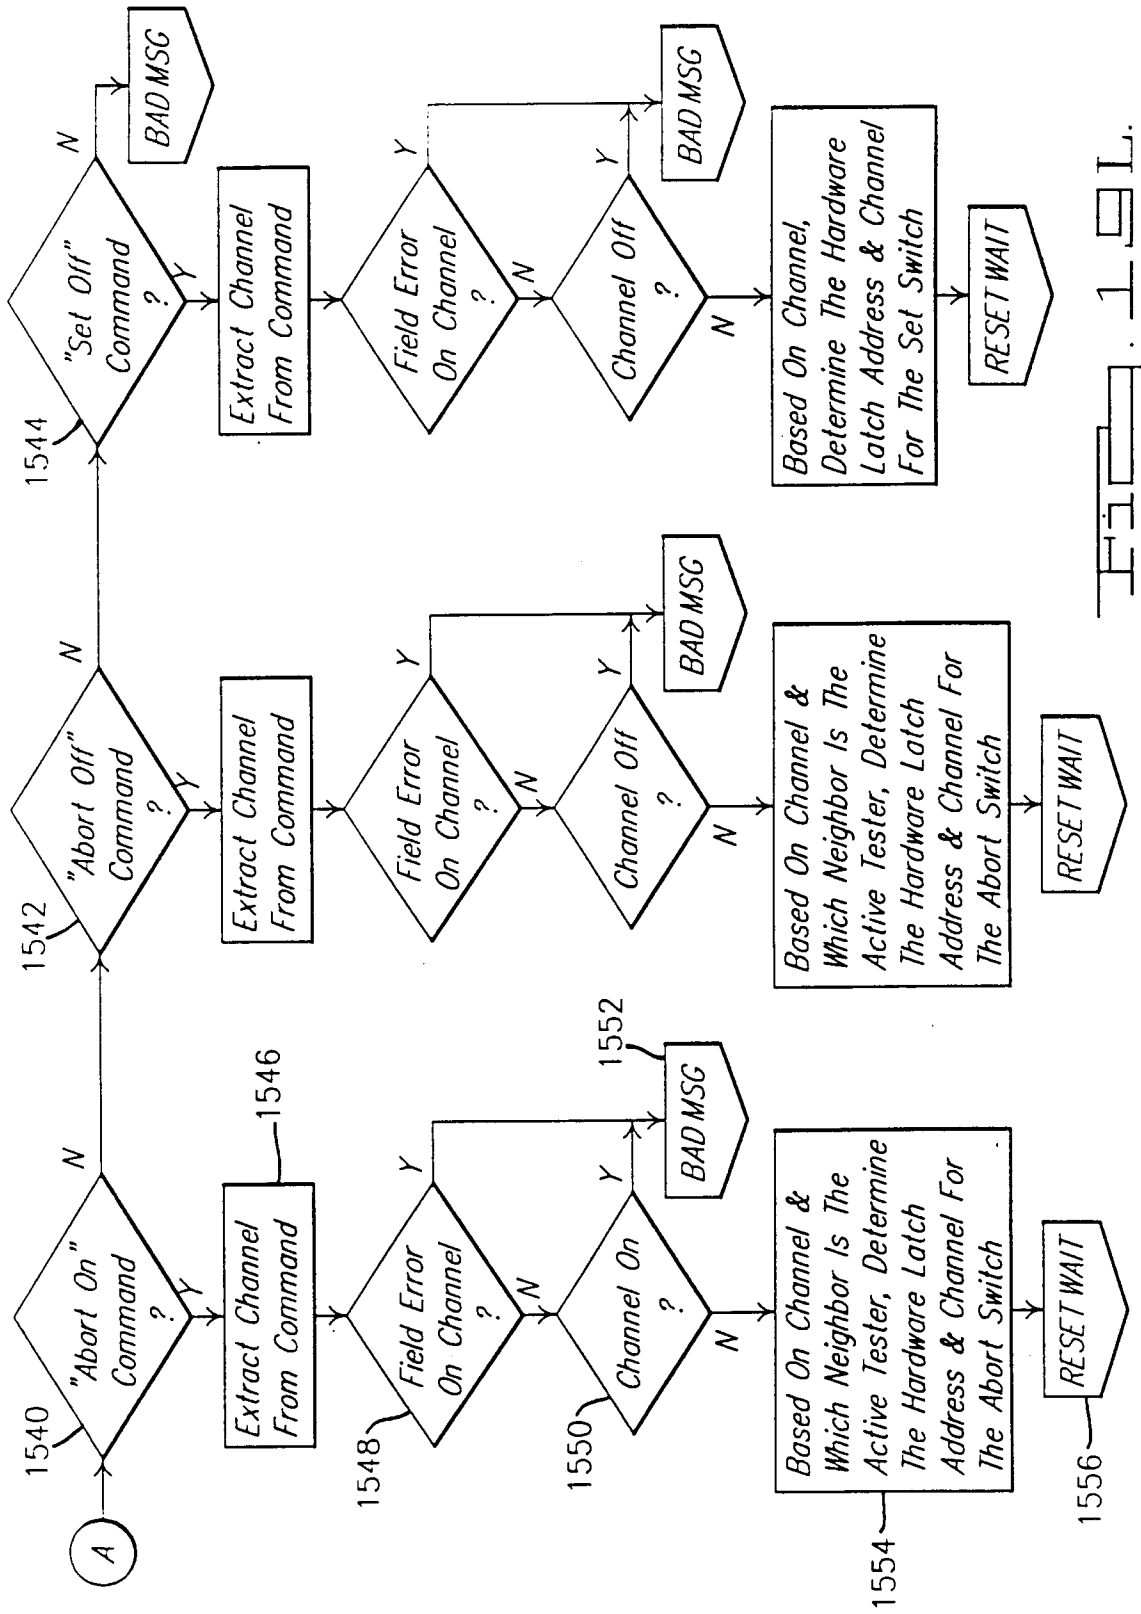 A
1540
"Abort On"
Command
?
N
Y
Extract Channel
From Command
1546
1548
Field Error
On Channel
?
Y
N
1550
Channel On
?
Y
N
BAD MSG
1552
1554
Based On Channel &
Which Neighbor Is The
Active Tester, Determine
The Hardware Latch
Address & Channel For
The Abort Switch
1556
RESET WAIT
1542
"Abort Off"
Command
?
N
Y
Extract Channel
From Command
Field Error
On Channel
?
Y
N
Channel Off
?
Y
N
BAD MSG
Based On Channel &
Which Neighbor Is The
Active Tester, Determine
The Hardware Latch
Address & Channel For
The Abort Switch
RESET WAIT
1544
"Set Off"
Command
?
N
BAD MSG
Y
Extract Channel
From Command
Field Error
On Channel
?
Y
N
Channel Off
?
Y
N
BAD MSG
Based On Channel,
Determine The Hardware
Latch Address & Channel
For The Set Switch
RESET WAIT
Fig. 19L.